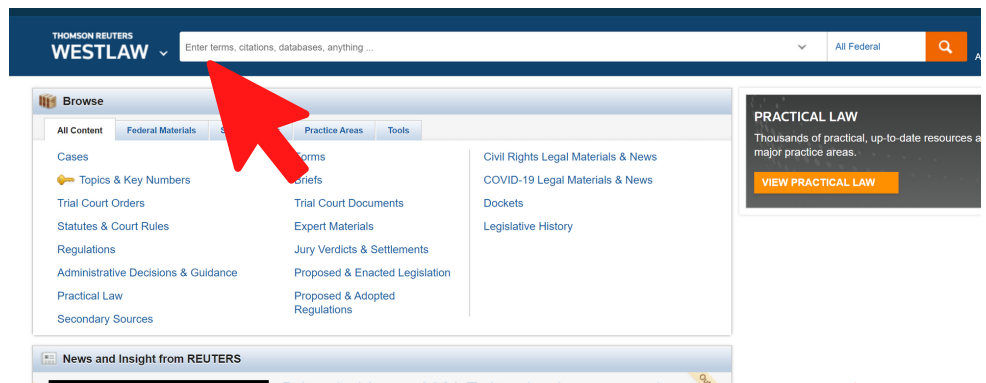 THOMSON REUTERS
WESTLAW
Enter terms, citations, databases, anything ...
All Federal
A
Browse
All Content Federal Materials Practice Areas Tools
Cases
Topics & Key Numbers
Trial Court Orders
Statutes & Court Rules
Regulations
Administrative Decisions & Guidance
Practical Law
Secondary Sources
Forms
Briefs
Trial Court Documents
Expert Materials
Jury Verdicts & Settlements
Proposed & Enacted Legislation
Proposed & Adopted
Regulations
Civil Rights Legal Materials & News
COVID-19 Legal Materials & News
Dockets
Legislative History
PRACTICAL LAW
Thousands of practical, up-to-date resources a
major practice areas.
VIEW PRACTICAL LAW
News and Insight from REUTERS